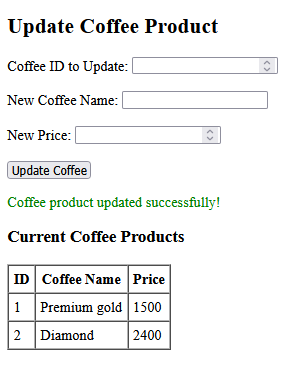 Update Coffee Product
Coffee ID to Update:
New Coffee Name:
New Price:
Update Coffee
Coffee product updated successfully!
Current Coffee Products
ID Coffee Name Price
1 Premium gold 1500
2 Diamond 2400